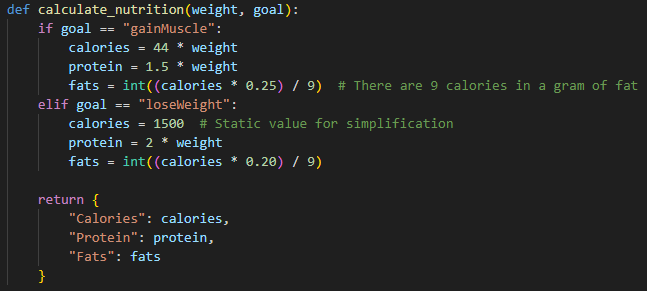 def calculate_nutrition(weight, goal):
    if goal == "gainMuscle":
        calories = 44 * weight
        protein = 1.5 * weight
        fats = int((calories * 0.25) / 9)  # There are 9 calories in a gram of fat
    elif goal == "loseWeight":
        calories = 1500  # Static value for simplification
        protein = 2 * weight
        fats = int((calories * 0.20) / 9)

    return {
        "Calories": calories,
        "Protein": protein,
        "Fats": fats
    }